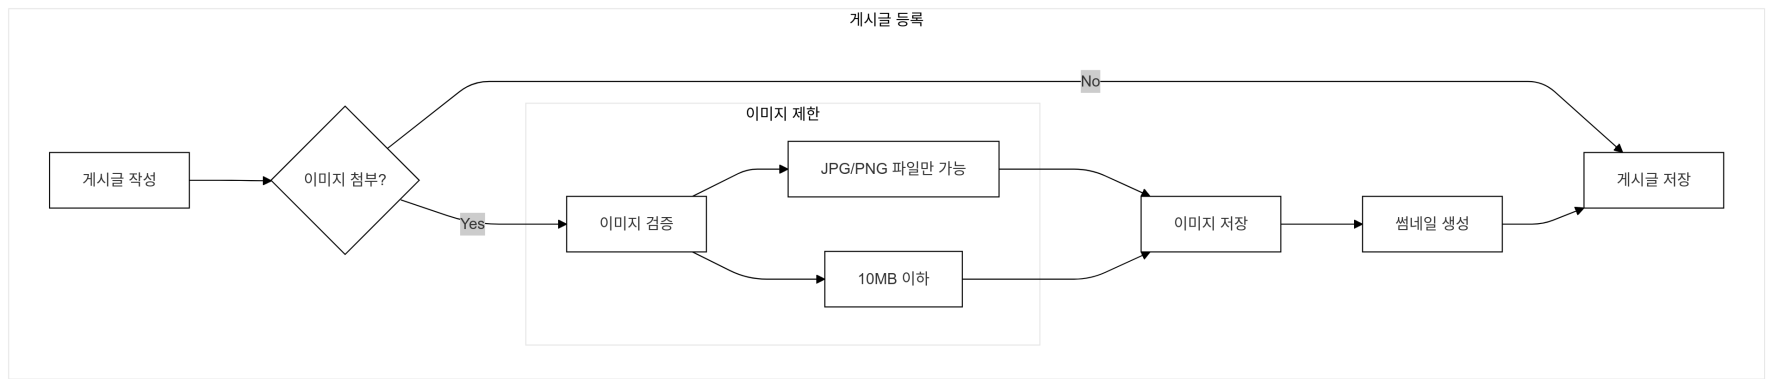 게시글 등록
No
이미지 제한
게시글 작성
이미지 첨부?
Yes
이미지 검증
JPG/PNG 파일만 가능
10MB 이하
이미지 저장
썸네일 생성
게시글 저장